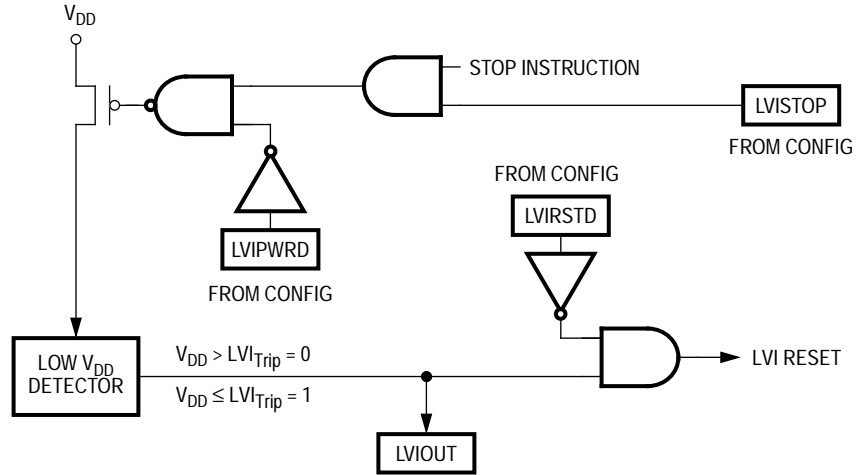 VDD
STOP INSTRUCTION
LVISTOP
FROM CONFIG
FROM CONFIG
LVIRSTD
LVIPWRD
FROM CONFIG
LOW VDD
DETECTOR
VDD > LVITrip = 0
VDD ≤ LVITrip = 1
LVI RESET
LVIOUT